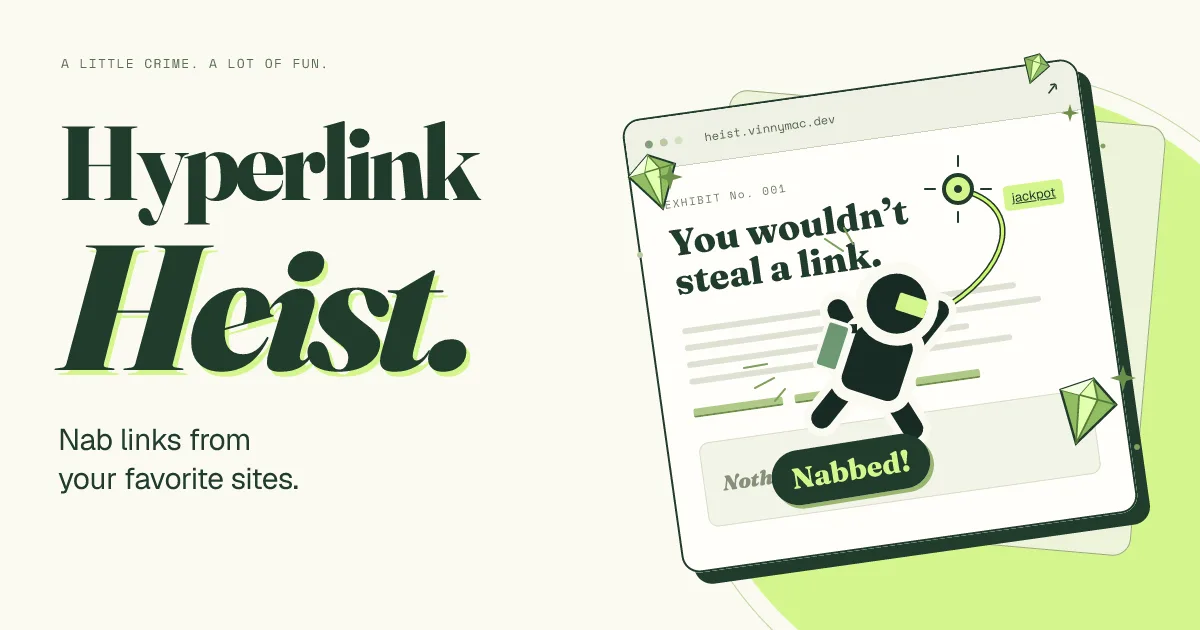 A LITTLE CRIME. A LOT OF FUN.
Hyperlink
Heist.
Nab links from
your favorite sites.
heist.vinnymac.dev
EXHIBIT No. 001
jackpot
You wouldn’t
steal a link.
Noth
Nabbed!